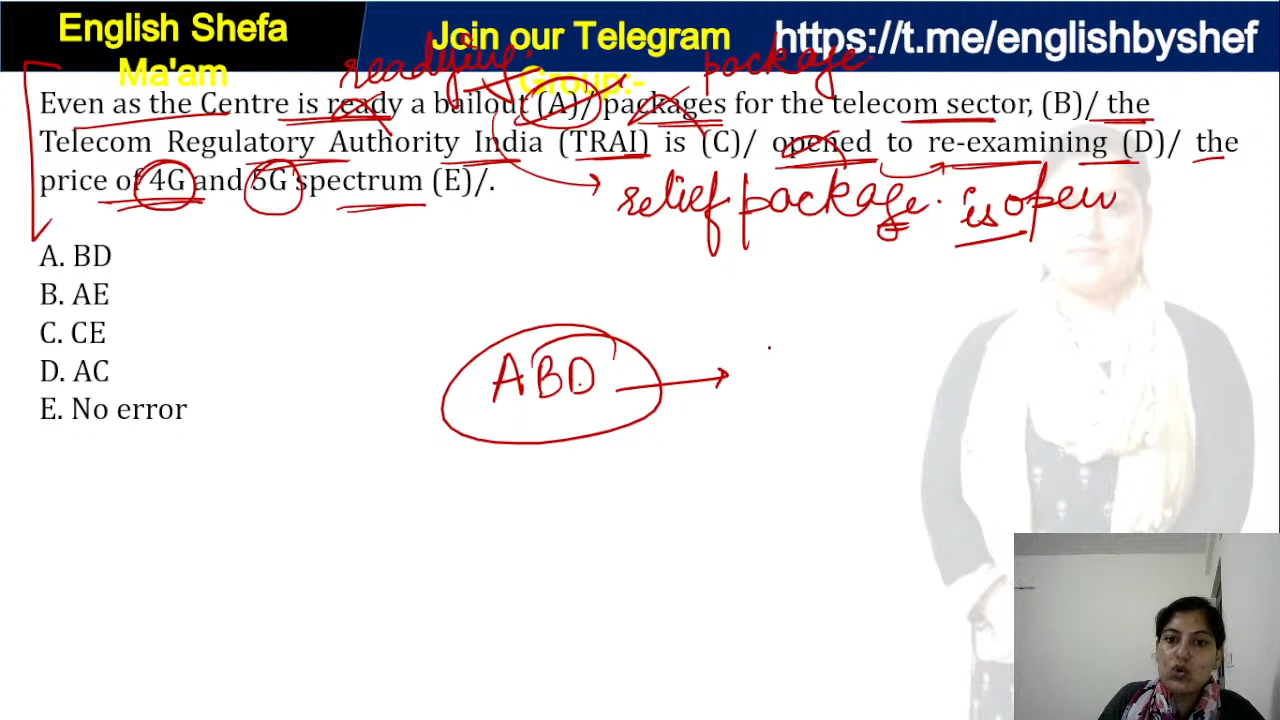 English Shefa Ma'am
Join our Telegram Group:-
https://t.me/englishbyshef
readying.
package.
Even as the Centre is ready a bailout (A)/ packages for the telecom sector, (B)/ the
Telecom Regulatory Authority India (TRAI) is (C)/ opened to re-examining (D)/ the
price of 4G and 5G spectrum (E)/.
relief package. is open
A. BD
B. AE
C. CE
D. AC
E. No error
ABD